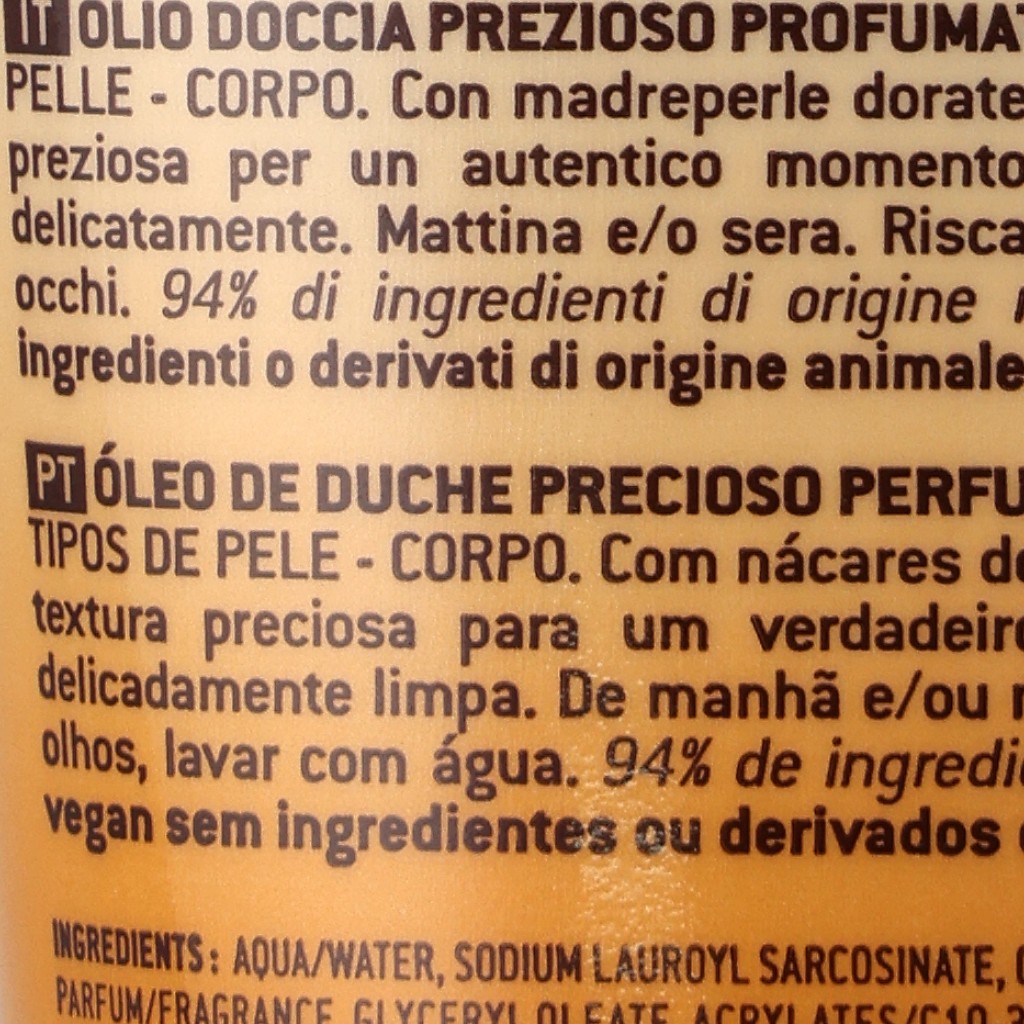 IT OLIO DOCCIA PREZIOSO PROFUMAT
PELLE - CORPO. Con madreperle dorate
preziosa per un autentico momento
delicatamente. Mattina e/o sera. Risca
occhi. 94% di ingredienti di origine
ingredienti o derivati di origine animale
PT ÓLEO DE DUCHE PRECIOSO PERFU
TIPOS DE PELE - CORPO. Com nácares do
textura preciosa para um verdadeiro
delicadamente limpa. De manhã e/ou
olhos, lavar com água. 94% de ingredie
vegan sem ingredientes ou derivados
INGREDIENTS: AQUA/WATER, SODIUM LAUROYL SARCOSINATE,
PARFUM/FRAGRANCE, GLYCERYL OLEATE, ACRYLATES/C10